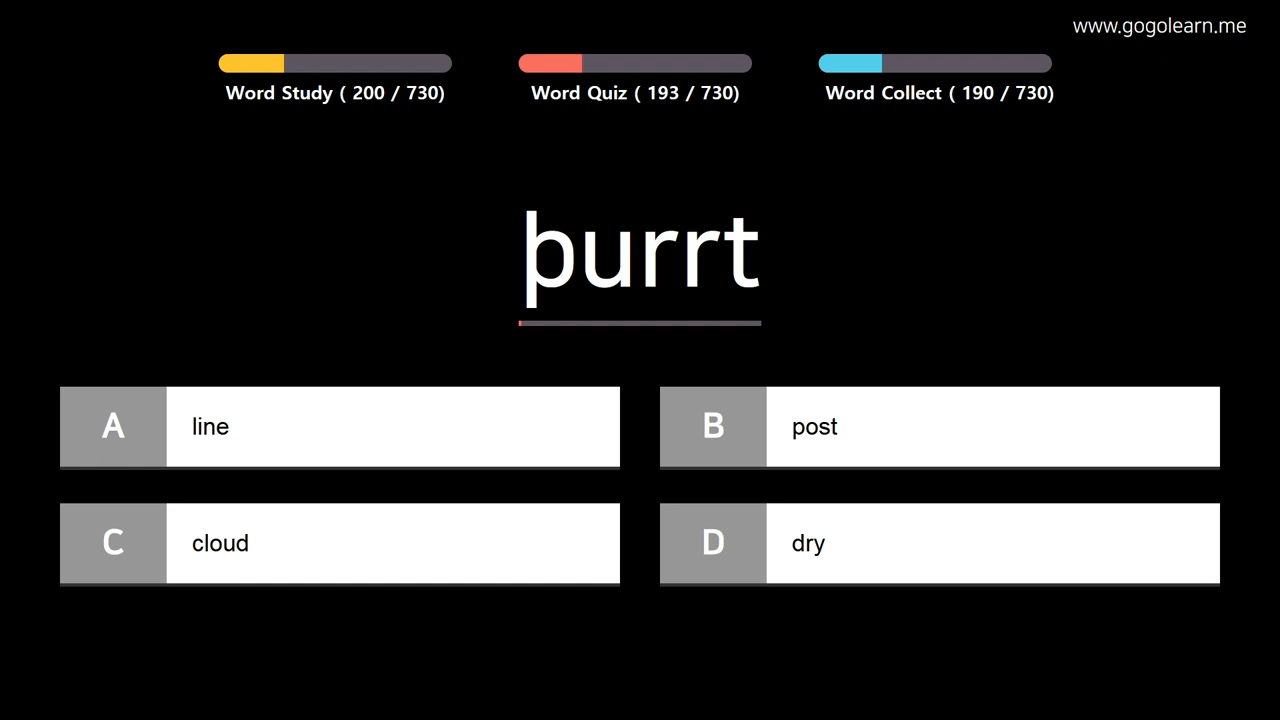 www.gogolearn.me
Word Study ( 200 / 730)
Word Quiz ( 193 / 730)
Word Collect ( 190 / 730)
þurrt
A
line
B
post
C
cloud
D
dry